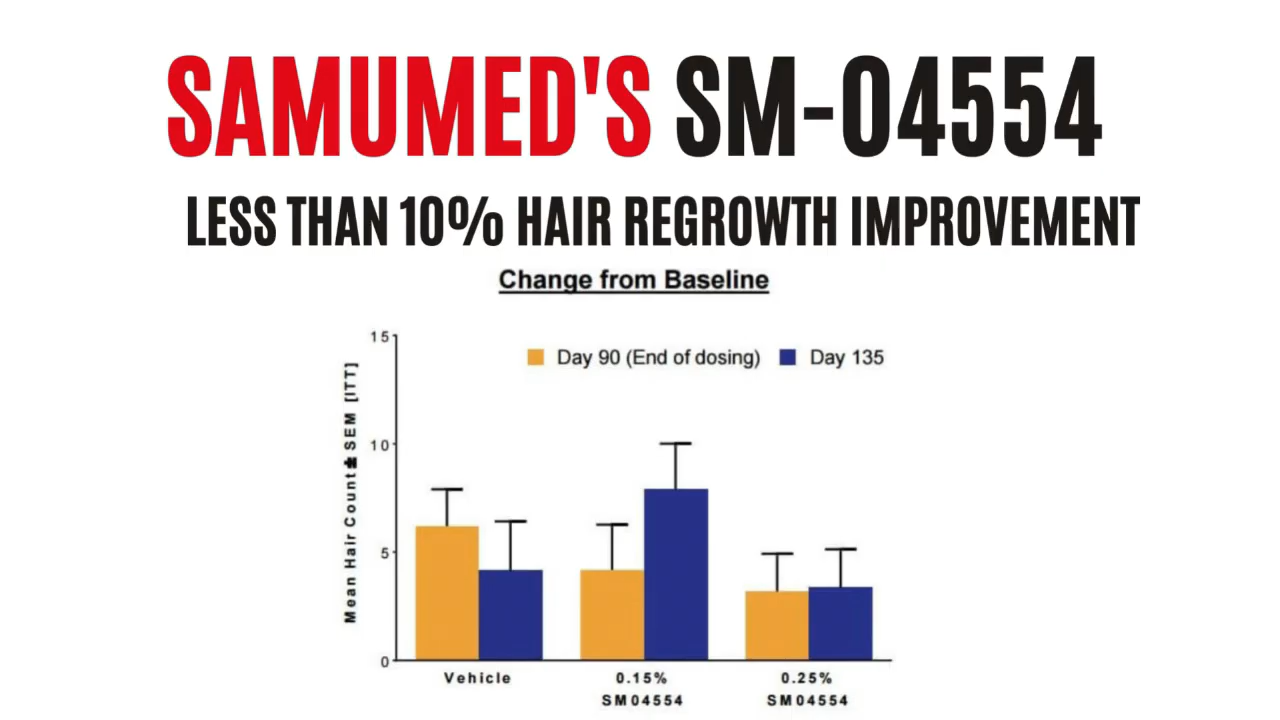 SAMUMED'S SM-04554
LESS THAN 10% HAIR REGROWTH IMPROVEMENT
Change from Baseline
Day 90 (End of dosing) Day 135
Mean Hair Count ± SEM [ITT]
15
10
5
0
Vehicle 0.15% 0.25%
SM04554 SM04554